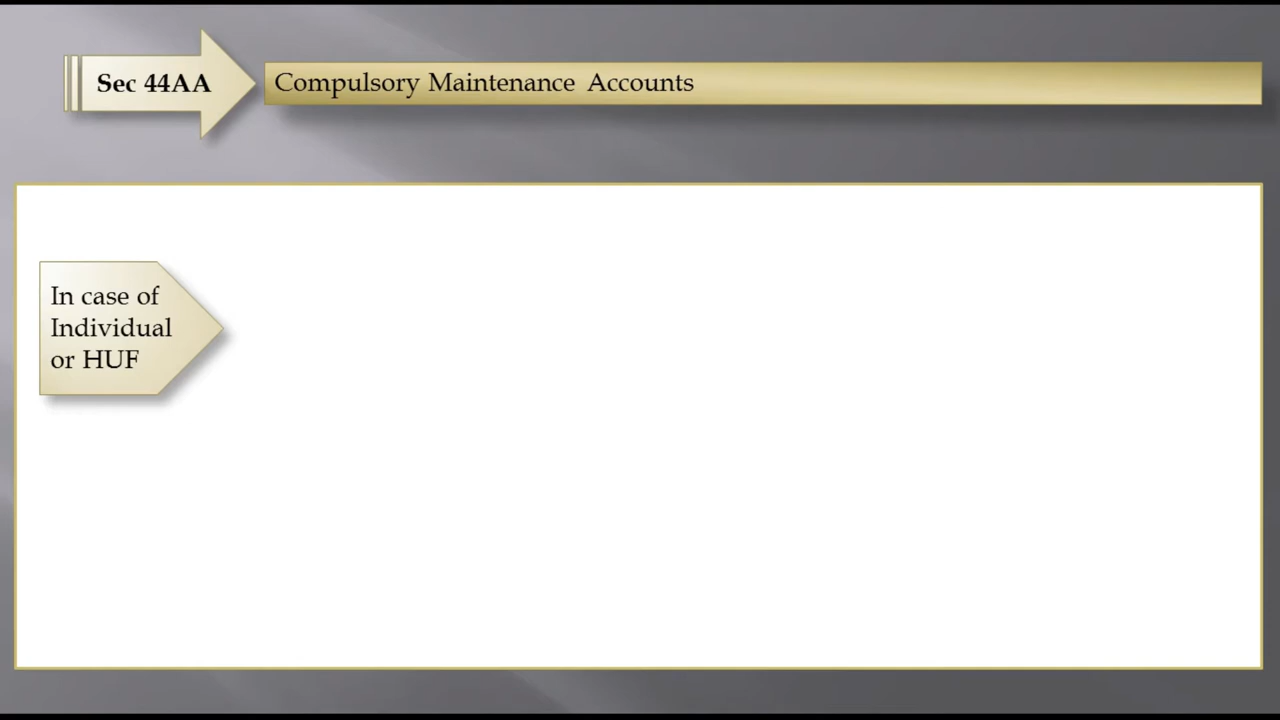 Sec 44AA
Compulsory Maintenance Accounts
In case of
Individual
or HUF